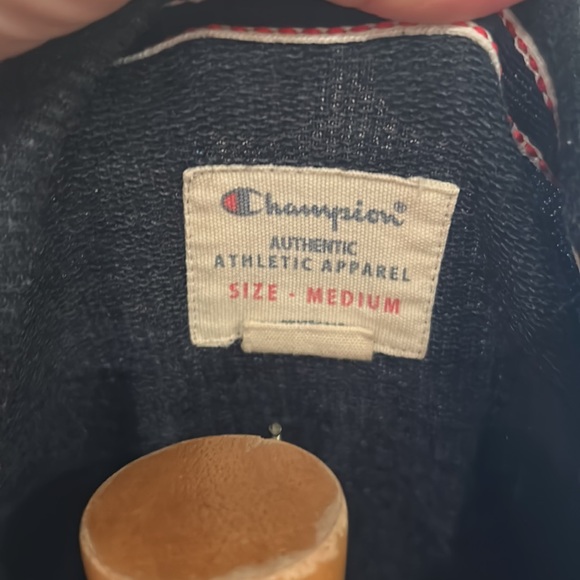 Champion®
AUTHENTIC
ATHLETIC APPAREL
SIZE - MEDIUM